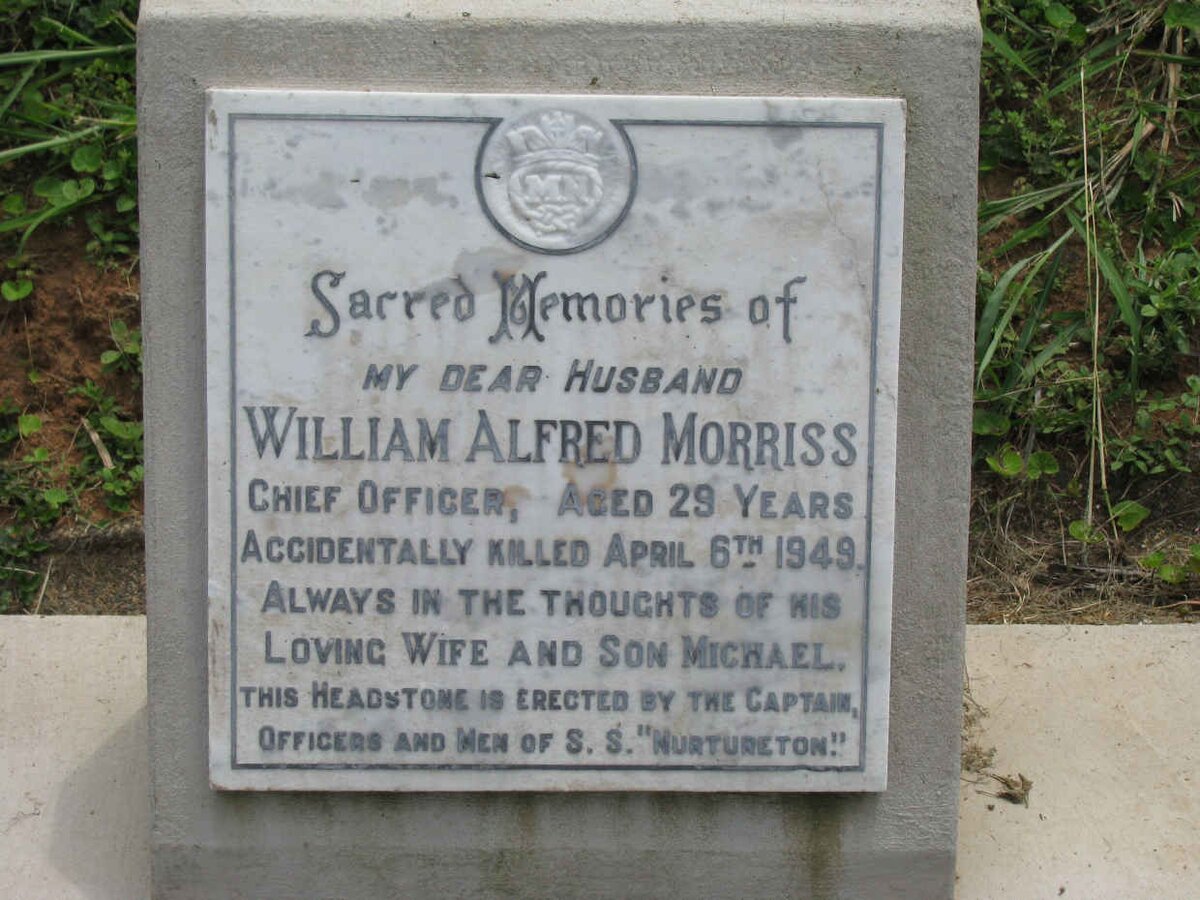 MN
Sacred Memories of
MY DEAR HUSBAND
WILLIAM ALFRED MORRISS
CHIEF OFFICER, AGED 29 YEARS
ACCIDENTALLY KILLED APRIL 6TH 1949.
ALWAYS IN THE THOUGHTS OF HIS
LOVING WIFE AND SON MICHAEL.
THIS HEADSTONE IS ERECTED BY THE CAPTAIN,
OFFICERS AND MEN OF S. S. "NURTURETON."